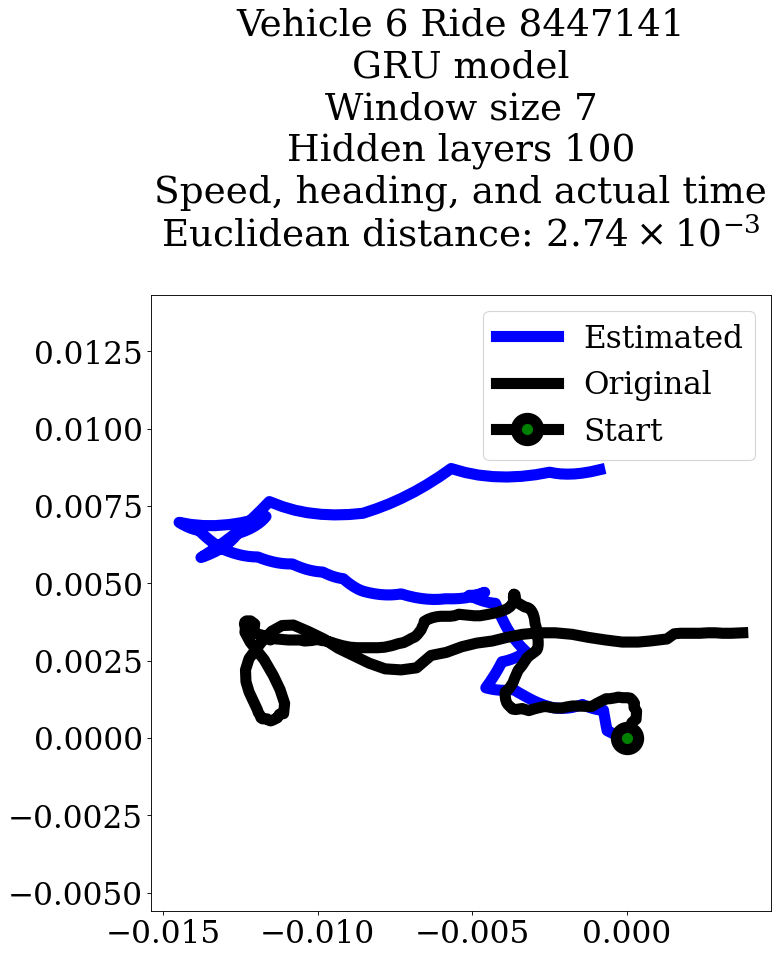 Vehicle 6 Ride 8447141
GRU model
Window size 7
Hidden layers 100
Speed, heading, and actual time
Euclidean distance: 2.74 × 10⁻³
Estimated
Original
Start
0.0125
0.0100
0.0075
0.0050
0.0025
0.0000
−0.0025
−0.0050
−0.015 −0.010 −0.005 0.000